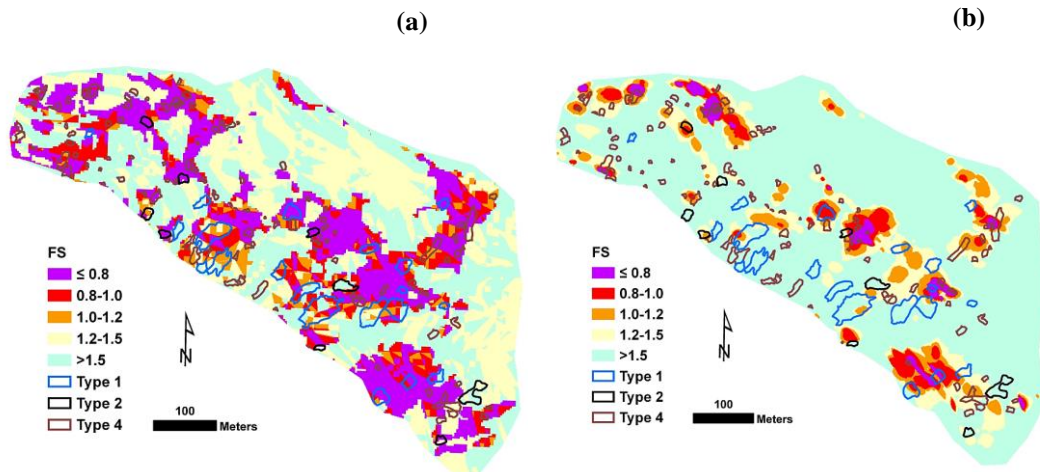 (a)
FS
≤ 0.8
0.8-1.0
1.0-1.2
1.2-1.5
>1.5
Type 1
Type 2
Type 4
N
100
Meters
(b)
FS
≤ 0.8
0.8-1.0
1.0-1.2
1.2-1.5
>1.5
Type 1
Type 2
Type 4
N
100
Meters